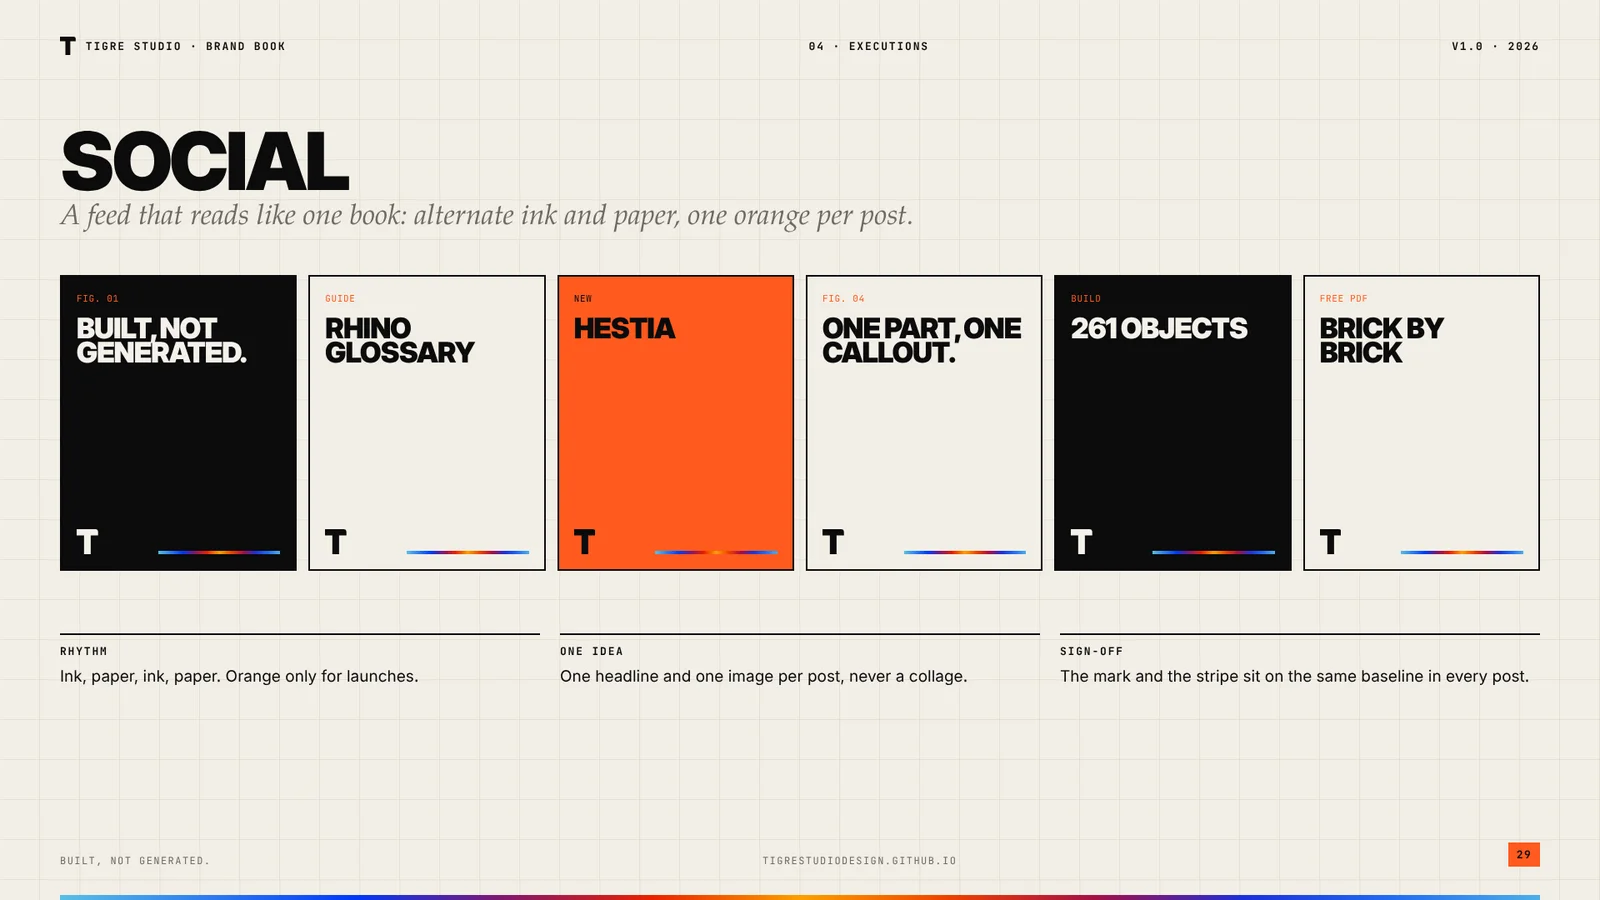 T TIGRE STUDIO · BRAND BOOK
04 · EXECUTIONS
V1.0 · 2026
SOCIAL
A feed that reads like one book: alternate ink and paper, one orange per post.
FIG. 01
BUILT, NOT
GENERATED.
T
GUIDE
RHINO
GLOSSARY
T
NEW
HESTIA
T
FIG. 04
ONE PART, ONE
CALLOUT.
T
BUILD
261 OBJECTS
T
FREE PDF
BRICK BY
BRICK
T
RHYTHM
Ink, paper, ink, paper. Orange only for launches.
ONE IDEA
One headline and one image per post, never a collage.
SIGN-OFF
The mark and the stripe sit on the same baseline in every post.
BUILT, NOT GENERATED.
TIGRESTUDIODESIGN.GITHUB.IO
29